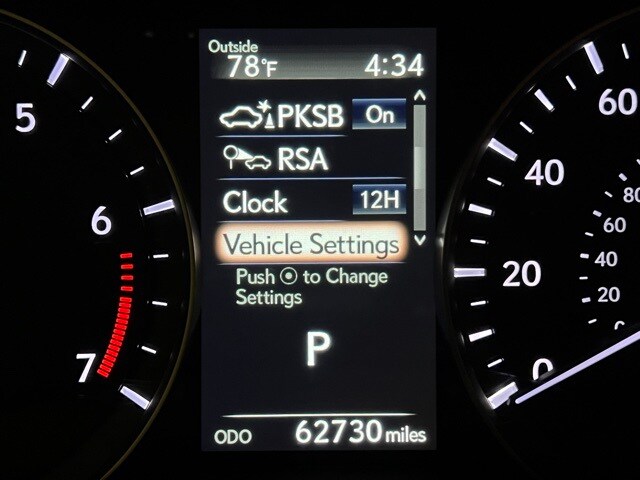 Outside
78°F 4:34
PKSB On
RSA
Clock 12H
Vehicle Settings
Push ⊙ to Change
Settings
P
ODO 62730 miles
5
6
7
60
40
20
0
80
60
40
20